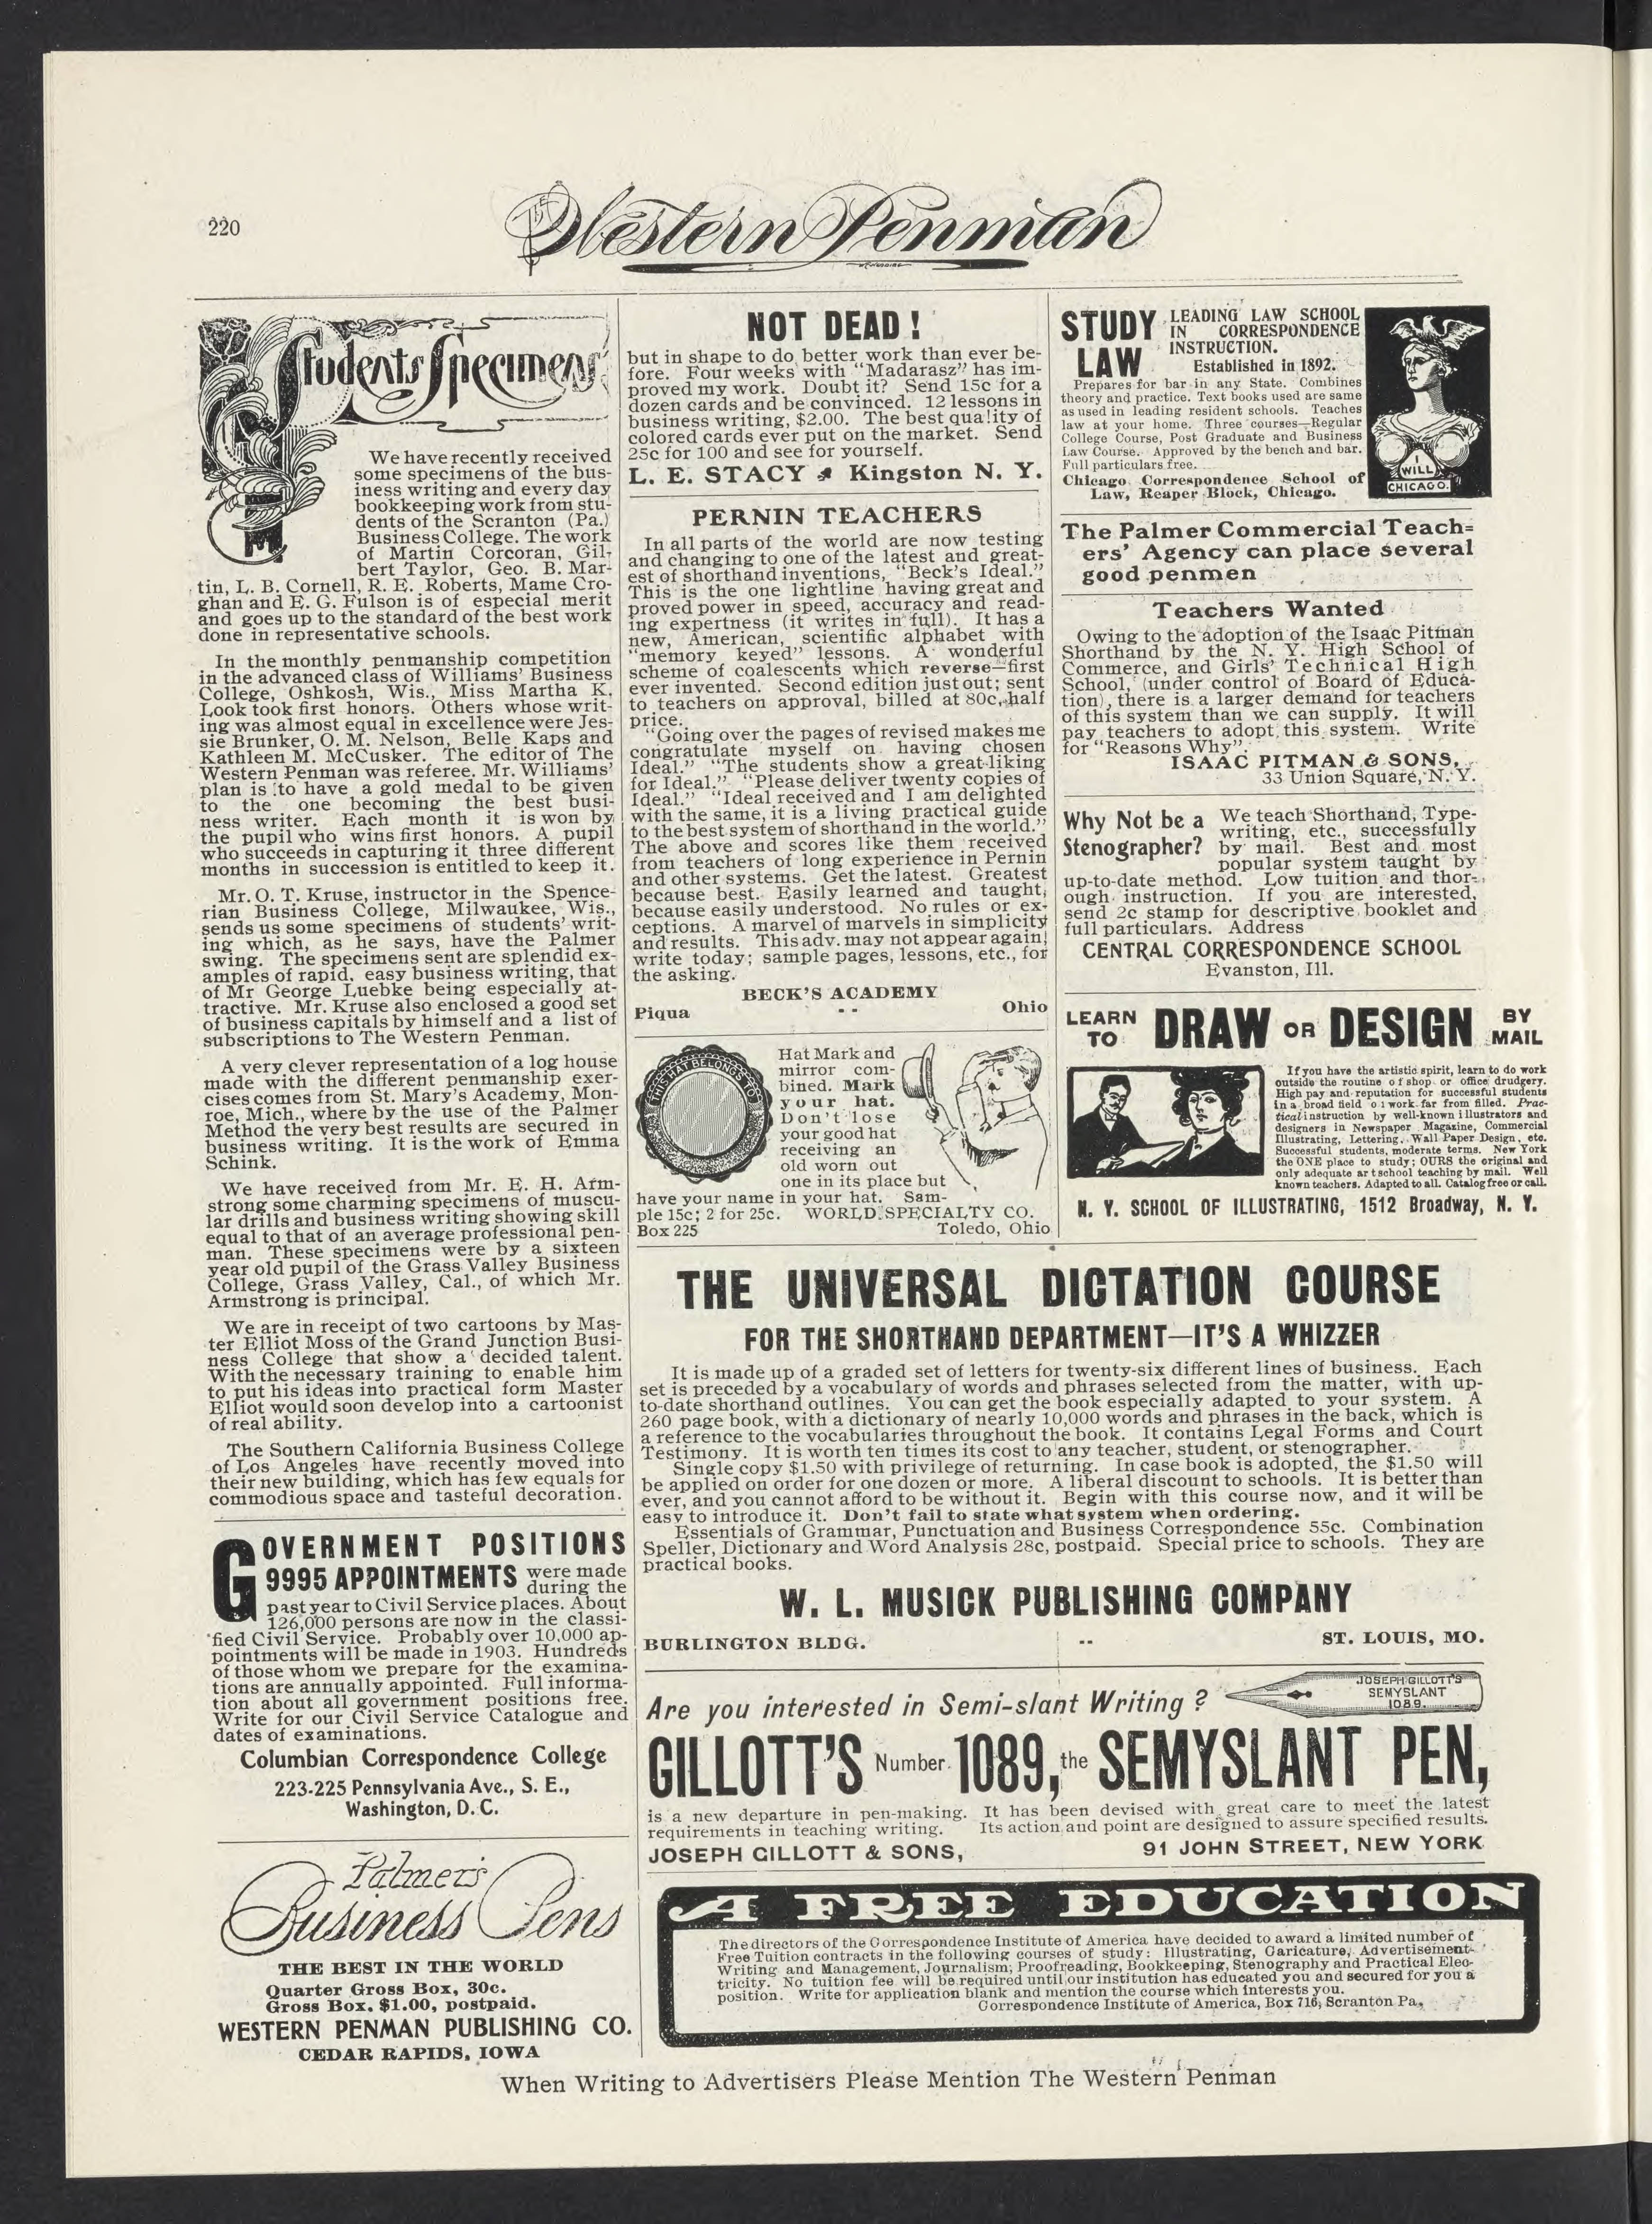 220
The Western Penman
Students' Specimens
We have recently received
some specimens of the bus-
iness writing and every day
bookkeeping work from stu-
dents of the Scranton (Pa.)
Business College. The work
of Martin Corcoran, Gil-
bert Taylor, Geo. B. Mar-
tin, L. B. Cornell, R. E. Roberts, Mame Cro-
ghan and E. G. Fulson is of especial merit
and goes up to the standard of the best work
done in representative schools.
In the monthly penmanship competition
in the advanced class of Williams' Business
College, Oshkosh, Wis., Miss Martha K.
Look took first honors. Others whose writ-
ing was almost equal in excellence were Jes-
sie Brunker, O. M. Nelson, Belle Kaps and
Kathleen M. McCusker. The editor of The
Western Penman was referee. Mr. Williams'
plan is to have a gold medal to be given
to the one becoming the best busi-
ness writer. Each month it is won by
the pupil who wins first honors. A pupil
who succeeds in capturing it three different
months in succession is entitled to keep it.
Mr. O. T. Kruse, instructor in the Spence-
rian Business College, Milwaukee, Wis.,
sends us some specimens of students' writ-
ing which, as he says, have the Palmer
swing. The specimens sent are splendid ex-
amples of rapid, easy business writing, that
of Mr George Luebke being especially at-
tractive. Mr. Kruse also enclosed a good set
of business capitals by himself and a list of
subscriptions to The Western Penman.
A very clever representation of a log house
made with the different penmanship exer-
cises comes from St. Mary's Academy, Mon-
roe, Mich., where by the use of the Palmer
Method the very best results are secured in
business writing. It is the work of Emma
Schink.
We have received from Mr. E. H. Arm-
strong some charming specimens of muscu-
lar drills and business writing showing skill
equal to that of an average professional pen-
man. These specimens were by a sixteen
year old pupil of the Grass Valley Business
College, Grass Valley, Cal., of which Mr.
Armstrong is principal.
We are in receipt of two cartoons by Mas-
ter Elliot Moss of the Grand Junction Busi-
ness College that show a decided talent.
With the necessary training to enable him
to put his ideas into practical form Master
Elliot would soon develop into a cartoonist
of real ability.
The Southern California Business College
of Los Angeles have recently moved into
their new building, which has few equals for
commodious space and tasteful decoration.
GOVERNMENT POSITIONS
9995 APPOINTMENTS were made
during the
past year to Civil Service places. About
126,000 persons are now in the classi-
fied Civil Service. Probably over 10,000 ap-
pointments will be made in 1903. Hundreds
of those whom we prepare for the examina-
tions are annually appointed. Full informa-
tion about all government positions free.
Write for our Civil Service Catalogue and
dates of examinations.
Columbian Correspondence College
223-225 Pennsylvania Ave., S. E.,
Washington, D. C.
Palmer's
Business Pens
THE BEST IN THE WORLD
Quarter Gross Box, 30c.
Gross Box, $1.00, postpaid.
WESTERN PENMAN PUBLISHING CO.
CEDAR RAPIDS, IOWA
NOT DEAD!
but in shape to do better work than ever be-
fore. Four weeks with "Madarasz" has im-
proved my work. Doubt it? Send 15c for a
dozen cards and be convinced. 12 lessons in
business writing, $2.00. The best quality of
colored cards ever put on the market. Send
25c for 100 and see for yourself.
L. E. STACY Kingston N. Y.
PERNIN TEACHERS
In all parts of the world are now testing
and changing to one of the latest and great-
est of shorthand inventions, "Beck's Ideal."
This is the one lightline having great and
proved power in speed, accuracy and read-
ing expertness (it writes in full). It has a
new, American, scientific alphabet with
"memory keyed" lessons. A wonderful
scheme of coalescents which reverse—first
ever invented. Second edition just out; sent
to teachers on approval, billed at 80c, half
price.
"Going over the pages of revised makes me
congratulate myself on having chosen
Ideal." "The students show a great liking
for Ideal." "Please deliver twenty copies of
Ideal." "Ideal received and I am delighted
with the same, it is a living practical guide
to the best system of shorthand in the world."
The above and scores like them received
from teachers of long experience in Pernin
and other systems. Get the latest. Greatest
because best. Easily learned and taught,
because easily understood. No rules or ex-
ceptions. A marvel of marvels in simplicity
and results. This adv. may not appear again;
write today; sample pages, lessons, etc., for
the asking.
BECK'S ACADEMY
Piqua -- Ohio
THIS HAT BELONGS TO
Hat Mark and
mirror com-
bined. Mark
your hat.
Don't lose
your good hat
receiving an
old worn out
one in its place but
have your name in your hat. Sam-
ple 15c; 2 for 25c. WORLD SPECIALTY CO.
Box 225 Toledo, Ohio
STUDY
LAW
LEADING LAW SCHOOL
IN CORRESPONDENCE
INSTRUCTION.
Established in 1892.
Prepares for bar in any State. Combines
theory and practice. Text books used are same
as used in leading resident schools. Teaches
law at your home. Three courses—Regular
College Course, Post Graduate and Business
Law Course. Approved by the bench and bar.
Full particulars free.
Chicago Correspondence School of
Law, Reaper Block, Chicago.
I
WILL
CHICAGO.
The Palmer Commercial Teach-
ers' Agency can place several
good penmen
Teachers Wanted
Owing to the adoption of the Isaac Pitman
Shorthand by the N. Y. High School of
Commerce, and Girls' Technical High
School, (under control of Board of Educa-
tion), there is a larger demand for teachers
of this system than we can supply. It will
pay teachers to adopt this system. Write
for "Reasons Why".
ISAAC PITMAN & SONS,
33 Union Square, N. Y.
Why Not be a
Stenographer?
We teach Shorthand, Type-
writing, etc., successfully
by mail. Best and most
popular system taught by
up-to-date method. Low tuition and thor-
ough instruction. If you are interested,
send 2c stamp for descriptive booklet and
full particulars. Address
CENTRAL CORRESPONDENCE SCHOOL
Evanston, Ill.
LEARN TO DRAW OR DESIGN BY MAIL
If you have the artistic spirit, learn to do work
outside the routine of shop or office drudgery.
High pay and reputation for successful students
in a broad field of work far from filled. Prac-
tical instruction by well-known illustrators and
designers in Newspaper Magazine, Commercial
Illustrating, Lettering, Wall Paper Design, etc.
Successful students, moderate terms. New York
the ONE place to study; OURS the original and
only adequate art school teaching by mail. Well
known teachers. Adapted to all. Catalog free or call.
N. Y. SCHOOL OF ILLUSTRATING, 1512 Broadway, N. Y.
THE UNIVERSAL DICTATION COURSE
FOR THE SHORTHAND DEPARTMENT—IT'S A WHIZZER
It is made up of a graded set of letters for twenty-six different lines of business. Each
set is preceded by a vocabulary of words and phrases selected from the matter, with up-
to-date shorthand outlines. You can get the book especially adapted to your system. A
260 page book, with a dictionary of nearly 10,000 words and phrases in the back, which is
a reference to the vocabularies throughout the book. It contains Legal Forms and Court
Testimony. It is worth ten times its cost to any teacher, student, or stenographer.
Single copy $1.50 with privilege of returning. In case book is adopted, the $1.50 will
be applied on order for one dozen or more. A liberal discount to schools. It is better than
ever, and you cannot afford to be without it. Begin with this course now, and it will be
easy to introduce it. Don't fail to state what system when ordering.
Essentials of Grammar, Punctuation and Business Correspondence 55c. Combination
Speller, Dictionary and Word Analysis 28c, postpaid. Special price to schools. They are
practical books.
W. L. MUSICK PUBLISHING COMPANY
BURLINGTON BLDG. -- ST. LOUIS, MO.
Are you interested in Semi-slant Writing?
JOSEPH GILLOTT'S
SEMYSLANT
1089.
GILLOTT'S Number 1089, the SEMYSLANT PEN,
is a new departure in pen-making. It has been devised with great care to meet the latest
requirements in teaching writing. Its action and point are designed to assure specified results.
JOSEPH GILLOTT & SONS, 91 JOHN STREET, NEW YORK
A FREE EDUCATION
The directors of the Correspondence Institute of America have decided to award a limited number of
Free Tuition contracts in the following courses of study: Illustrating, Caricature, Advertisement-
Writing and Management, Journalism, Proofreading, Bookkeeping, Stenography and Practical Elec-
tricity. No tuition fee will be required until our institution has educated you and secured for you a
position. Write for application blank and mention the course which interests you.
Correspondence Institute of America, Box 716, Scranton Pa.,
When Writing to Advertisers Please Mention The Western Penman